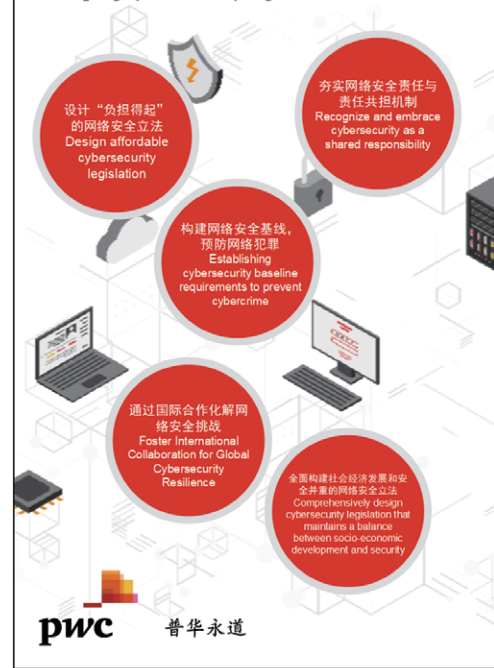 设计“负担得起”
的网络安全立法
Design affordable
cybersecurity
legislation
夯实网络安全责任与
责任共担机制
Recognize and embrace
cybersecurity as a
shared responsibility
构建网络安全基线，
预防网络犯罪
Establishing
cybersecurity baseline
requirements to prevent
cybercrime
通过国际合作化解网
络安全挑战
Foster International
Collaboration for Global
Cybersecurity
Resilience
全面构建社会经济发展和安
全并重的网络安全立法
Comprehensively design
cybersecurity legislation that
maintains a balance
between socio-economic
development and security
pwc
普华永道